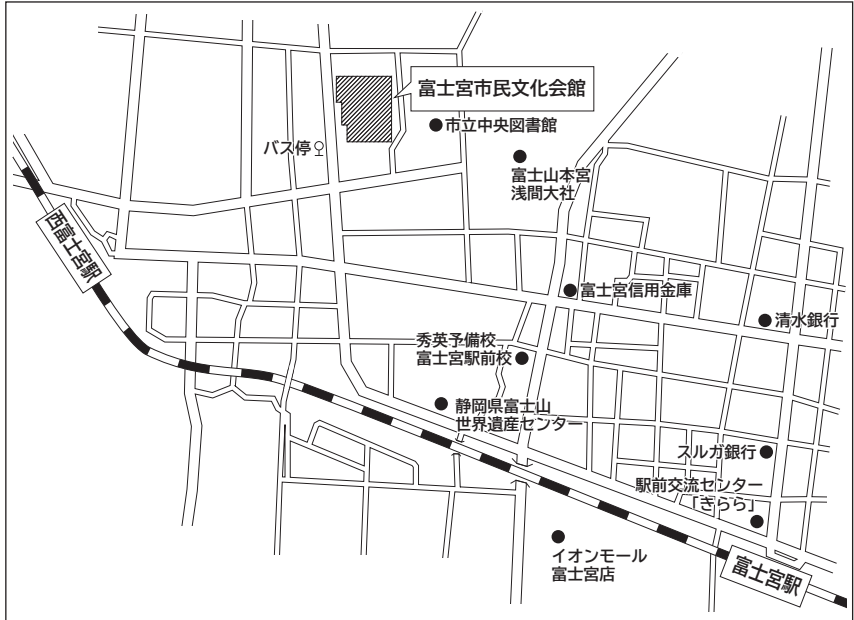 富士宮市民文化会館
市立中央図書館
バス停
富士山本宮
浅間大社
西富士宮駅
富士宮信用金庫
清水銀行
秀英予備校
富士宮駅前校
静岡県富士山
世界遺産センター
スルガ銀行
駅前交流センター
「きらら」
イオンモール
富士宮店
富士宮駅